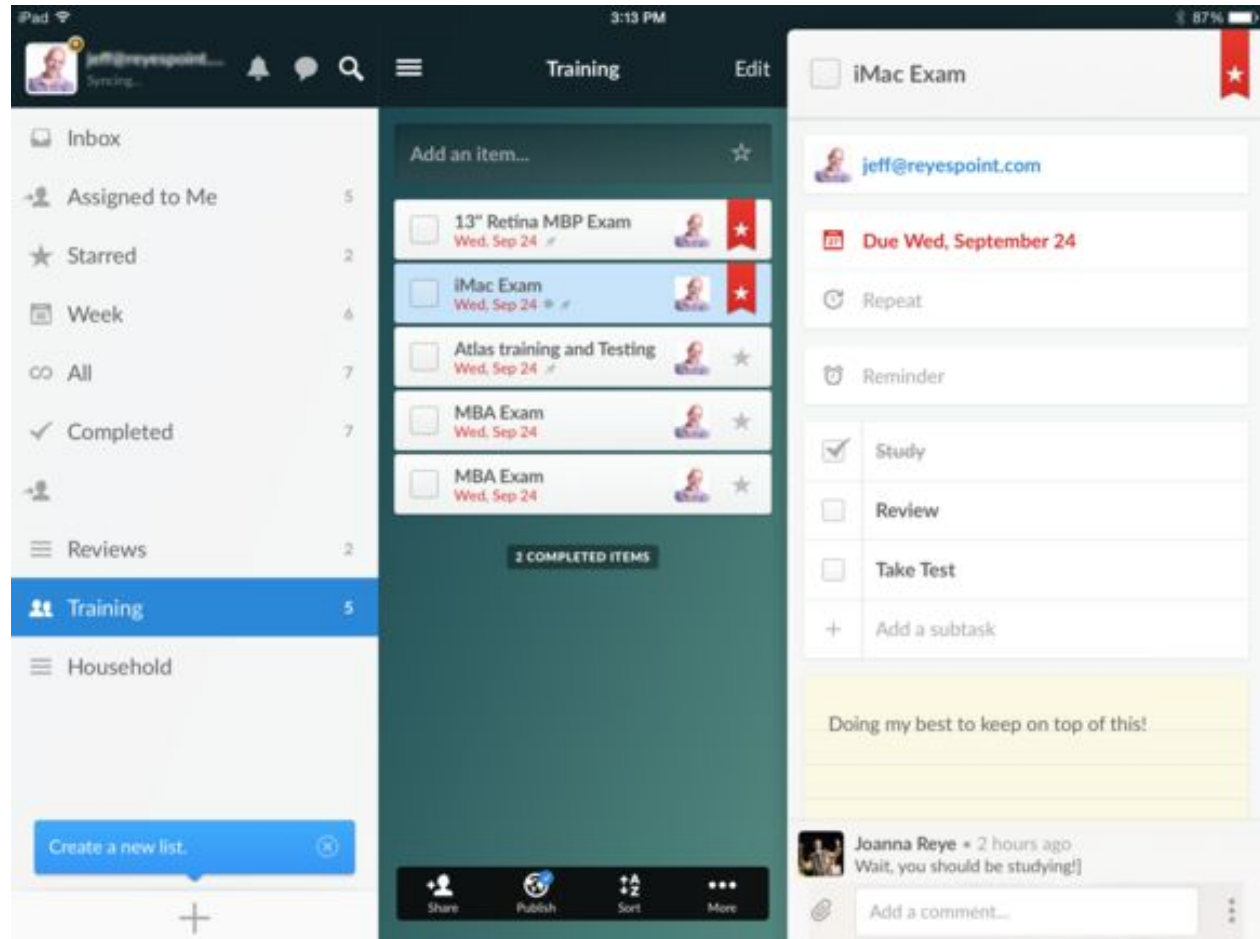 iPad
3:13 PM
87%
jeff@reyespoint....
Syncing...
Inbox
Assigned to Me 5
Starred 2
Week 6
All 7
Completed 7
Reviews 2
Training 5
Household
Create a new list.
Training
Edit
Add an item...
13" Retina MBP Exam
Wed, Sep 24
iMac Exam
Wed, Sep 24
Atlas training and Testing
Wed, Sep 24
MBA Exam
Wed, Sep 24
MBA Exam
Wed, Sep 24
2 COMPLETED ITEMS
Share
Publish
Sort
More
iMac Exam
jeff@reyespoint.com
Due Wed, September 24
Repeat
Reminder
Study
Review
Take Test
Add a subtask
Doing my best to keep on top of this!
Joanna Reye • 2 hours ago
Wait, you should be studying!]
Add a comment...